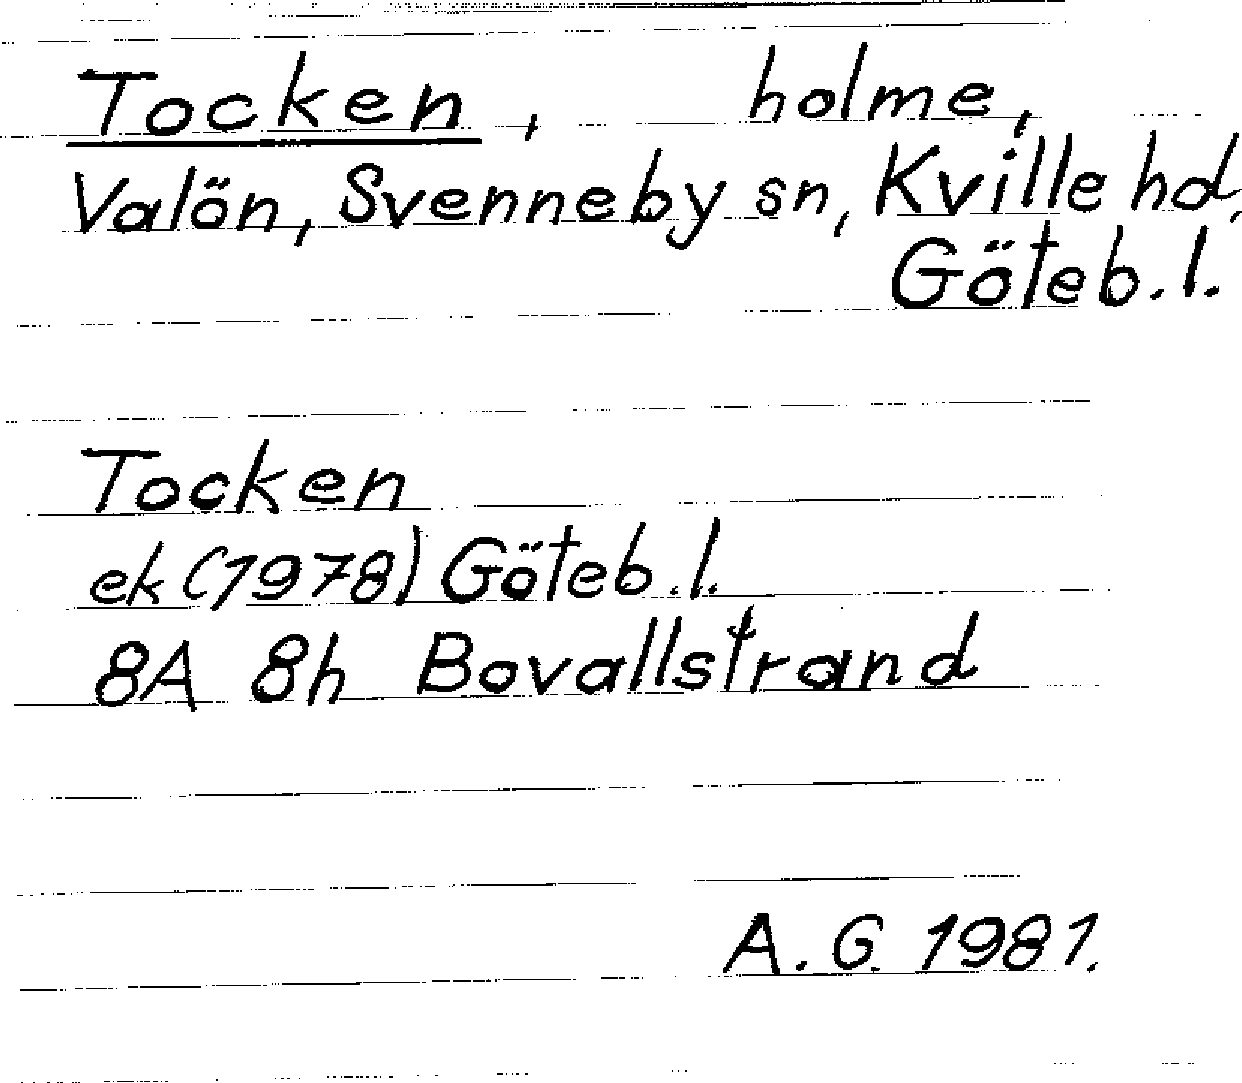 Tocken, holme,
Valön, Svenneby sn, Kville hd,
Göteb. l.
Tocken
ek (1978) Göteb. l.
8A 8h Bovallstrand
A. G. 1981.